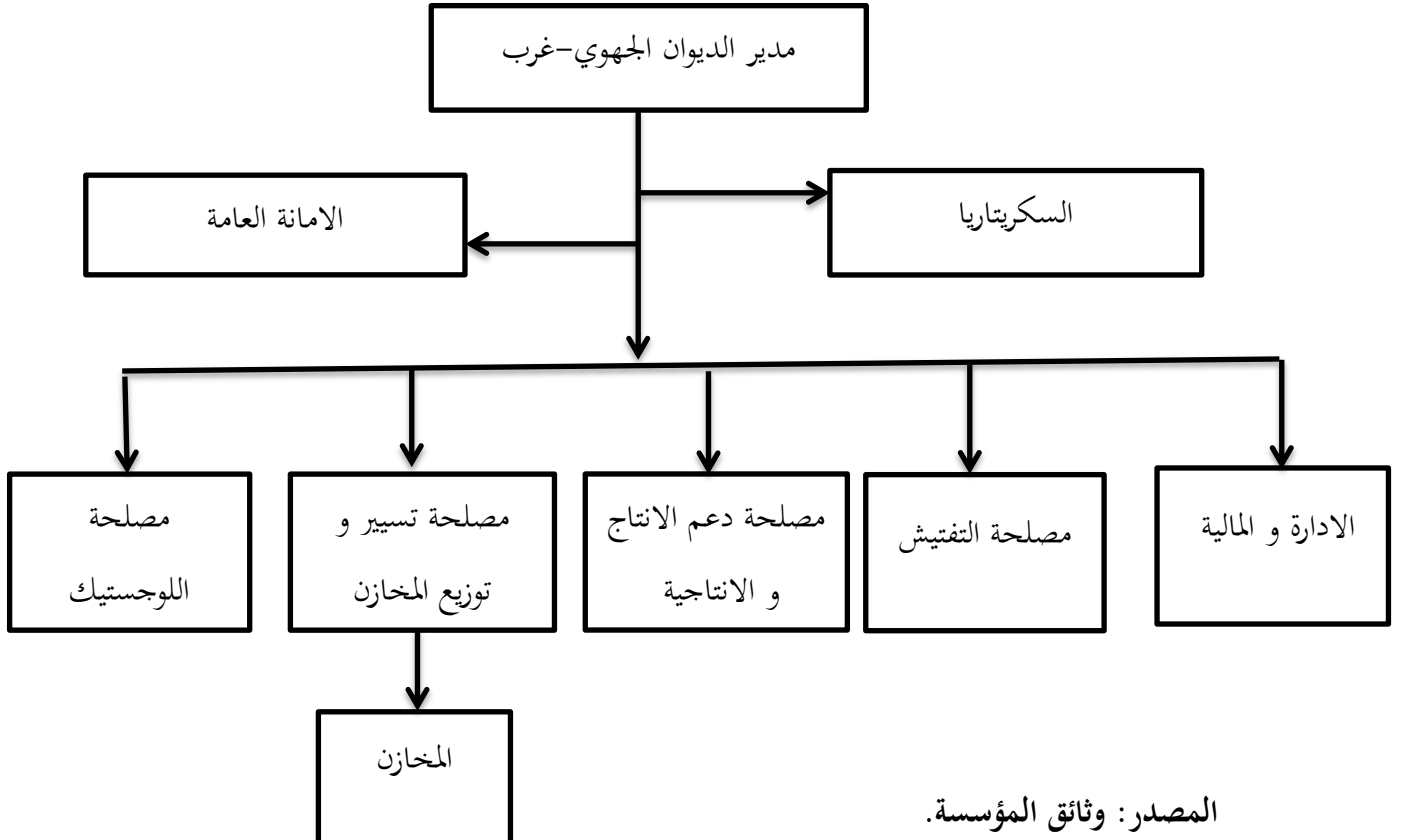 مدير الديوان الجهوي-غرب
السكريتاريا
الامانة العامة
الادارة و المالية
مصلحة التفتيش
مصلحة دعم الانتاج
و الانتاجية
مصلحة تسيير و
توزيع المخازن
مصلحة
اللوجستيك
المخازن
المصدر: وثائق المؤسسة.